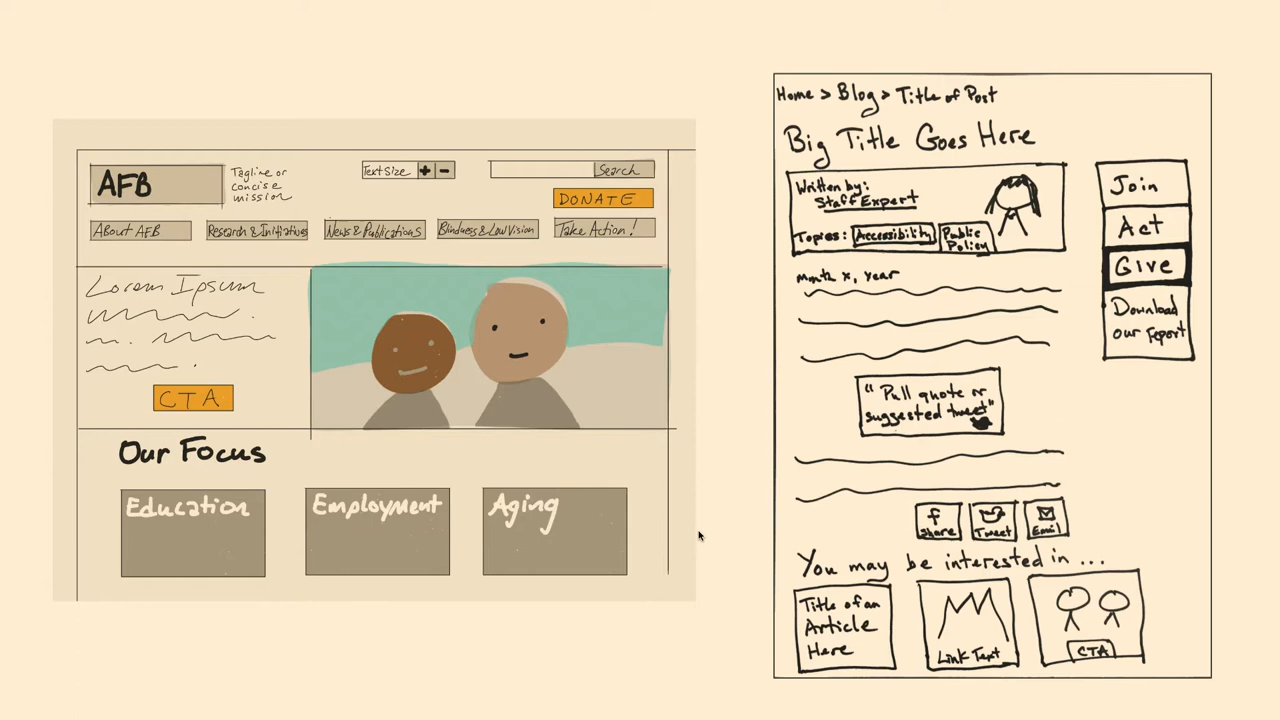 AFB
Tagline or
concise
mission
Text Size + -
Search
DONATE
About AFB
Research & Initiatives
News & Publications
Blindness & Low Vision
Take Action!
Lorem Ipsum
CTA
Our Focus
Education
Employment
Aging
Home > Blog > Title of Post
Big Title Goes Here
Written by:
Staff Expert
Topics: Accessibility Public
Policy
month x, year
"Pull quote or
suggested tweet"
f
Share
Tweet
Email
You may be interested in ...
Title of an
Article
Here
Link Text
CTA
Join
Act
Give
Download
our report